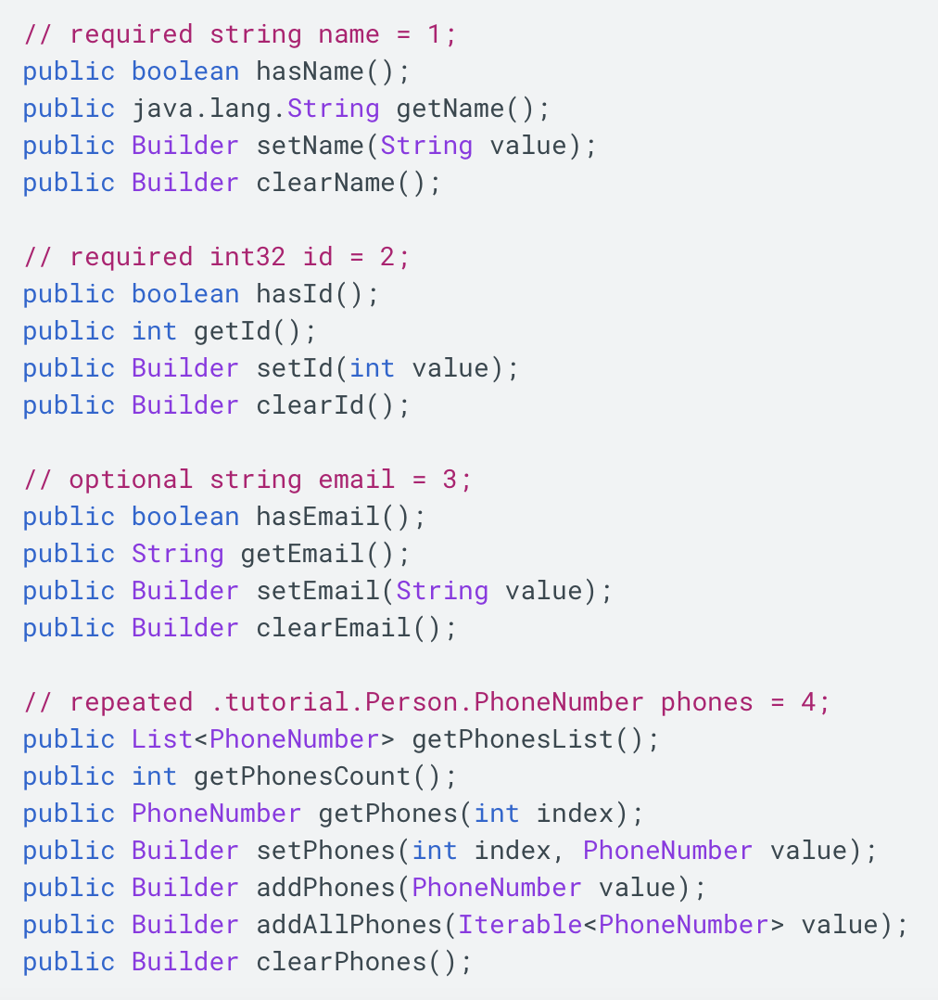 // required string name = 1;
public boolean hasName();
public java.lang.String getName();
public Builder setName(String value);
public Builder clearName();

// required int32 id = 2;
public boolean hasId();
public int getId();
public Builder setId(int value);
public Builder clearId();

// optional string email = 3;
public boolean hasEmail();
public String getEmail();
public Builder setEmail(String value);
public Builder clearEmail();

// repeated .tutorial.Person.PhoneNumber phones = 4;
public List<PhoneNumber> getPhonesList();
public int getPhonesCount();
public PhoneNumber getPhones(int index);
public Builder setPhones(int index, PhoneNumber value);
public Builder addPhones(PhoneNumber value);
public Builder addAllPhones(Iterable<PhoneNumber> value);
public Builder clearPhones();